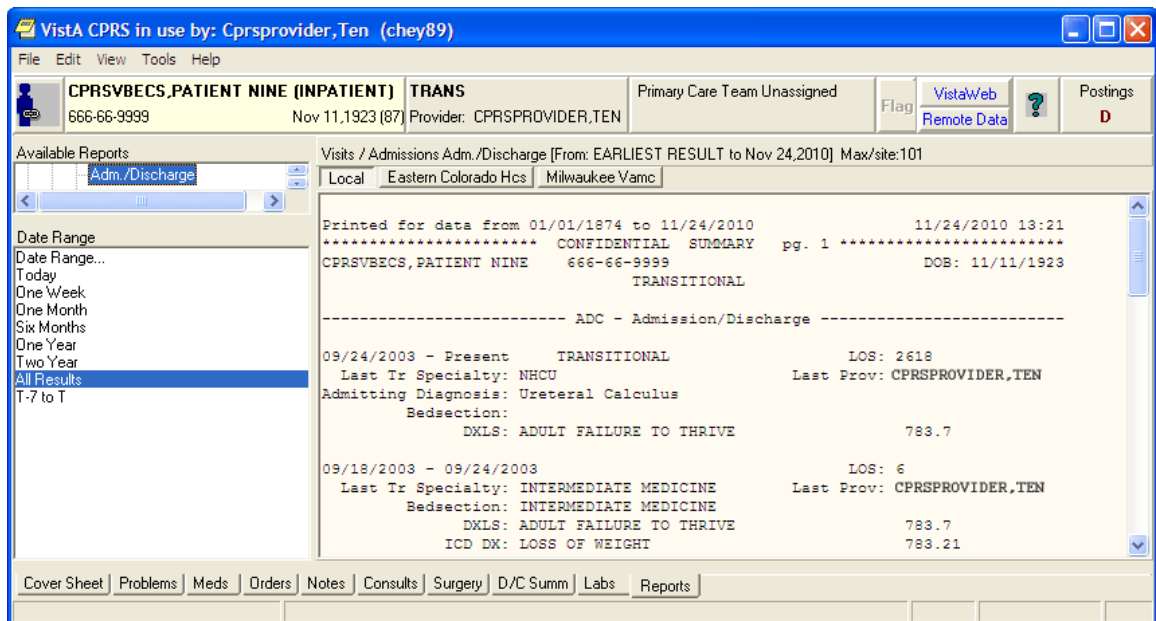 VistA CPRS in use by: Cprsprovider,Ten (chey89)
File Edit View Tools Help
CPRSVBECS,PATIENT NINE (INPATIENT) TRANS Primary Care Team Unassigned Flag VistaWeb ? Postings
666-66-9999 Nov 11,1923 (87) Provider: CPRSPROVIDER,TEN Remote Data D
Available Reports
Adm./Discharge
Date Range
Date Range...
Today
One Week
One Month
Six Months
One Year
Two Year
All Results
T-7 to T
Visits / Admissions Adm./Discharge [From: EARLIEST RESULT to Nov 24,2010] Max/site:101
Local Eastern Colorado Hcs Milwaukee Vamc
Printed for data from 01/01/1874 to 11/24/2010 11/24/2010 13:21
*********************** CONFIDENTIAL SUMMARY pg. 1 ************************
CPRSVBECS,PATIENT NINE 666-66-9999 DOB: 11/11/1923
TRANSITIONAL
-------------------------- ADC - Admission/Discharge --------------------------
09/24/2003 - Present TRANSITIONAL LOS: 2618
Last Tr Specialty: NHCU Last Prov: CPRSPROVIDER,TEN
Admitting Diagnosis: Ureteral Calculus
Bedsection:
DXLS: ADULT FAILURE TO THRIVE 783.7
09/18/2003 - 09/24/2003 LOS: 6
Last Tr Specialty: INTERMEDIATE MEDICINE Last Prov: CPRSPROVIDER,TEN
Bedsection: INTERMEDIATE MEDICINE
DXLS: ADULT FAILURE TO THRIVE 783.7
ICD DX: LOSS OF WEIGHT 783.21
Cover Sheet Problems Meds Orders Notes Consults Surgery D/C Summ Labs Reports